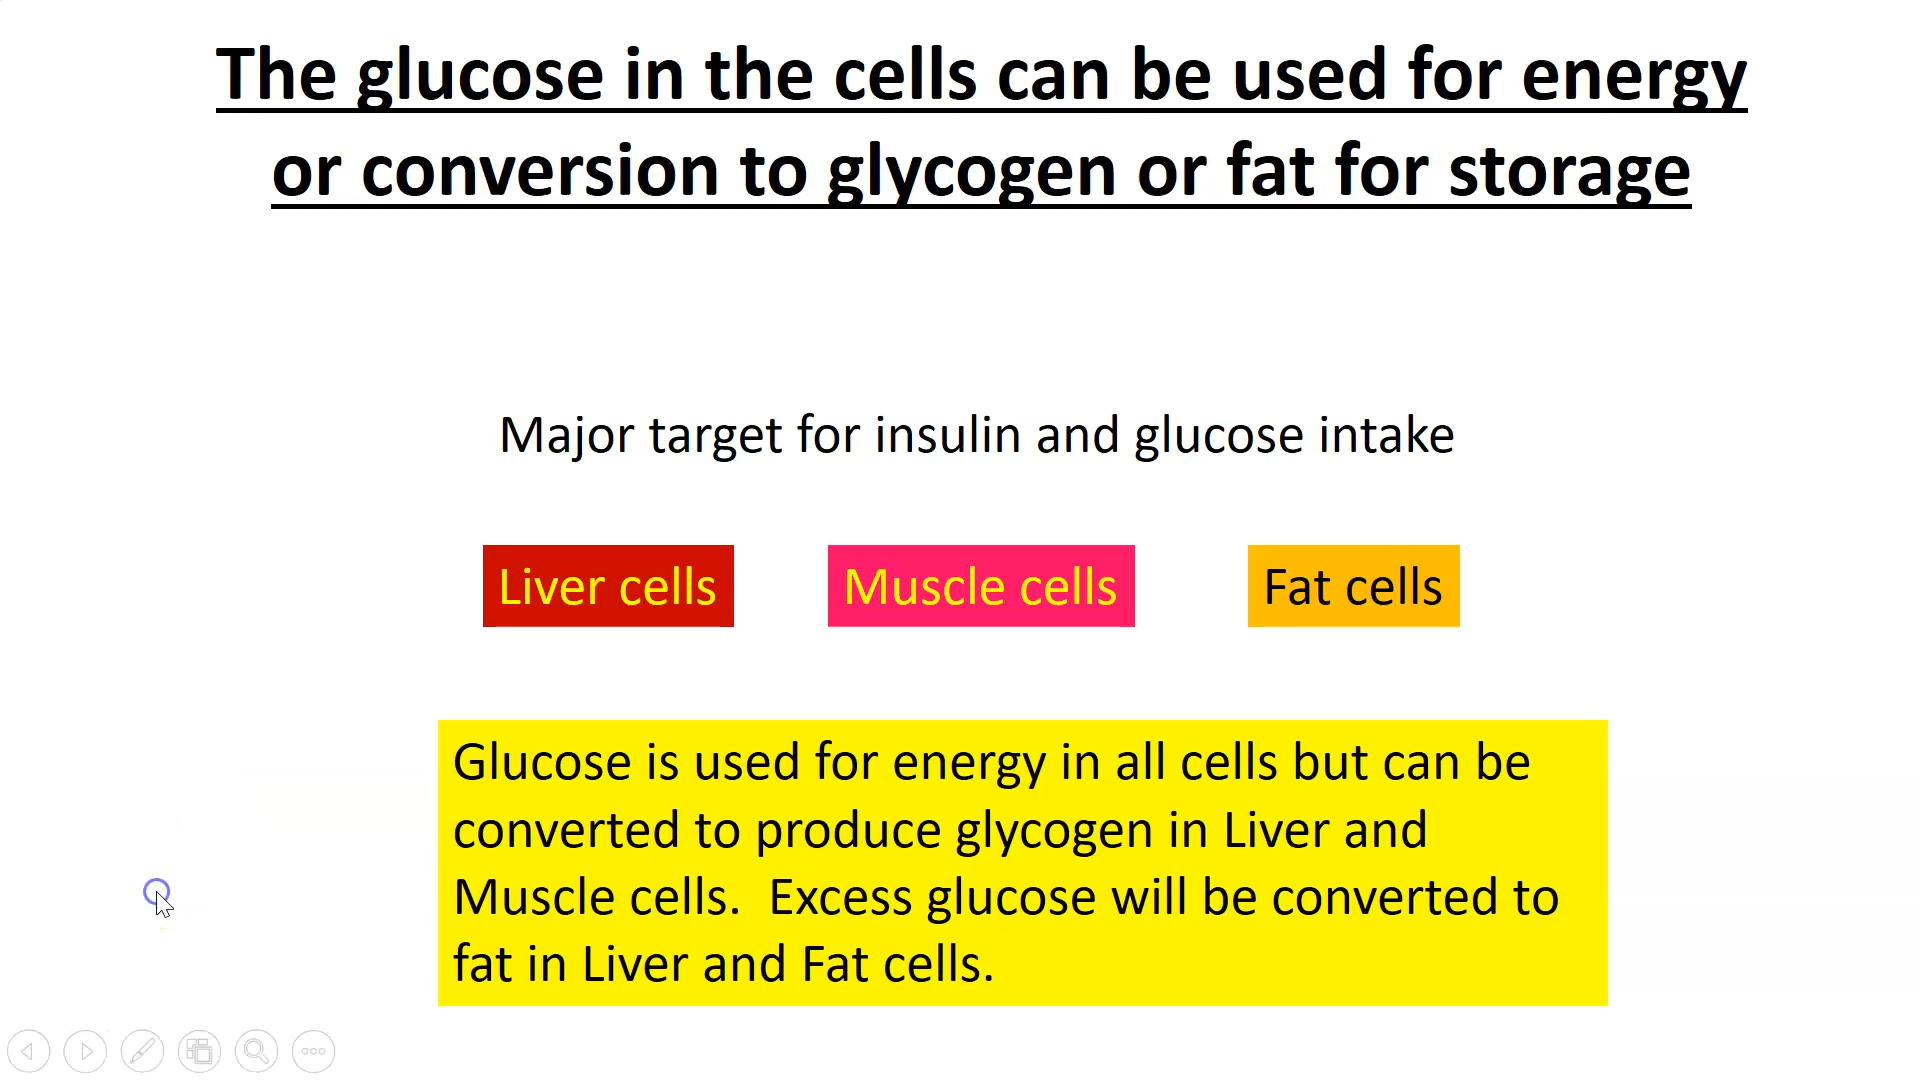 The glucose in the cells can be used for energy
or conversion to glycogen or fat for storage
Major target for insulin and glucose intake
Liver cells
Muscle cells
Fat cells
Glucose is used for energy in all cells but can be
converted to produce glycogen in Liver and
Muscle cells.  Excess glucose will be converted to
fat in Liver and Fat cells.